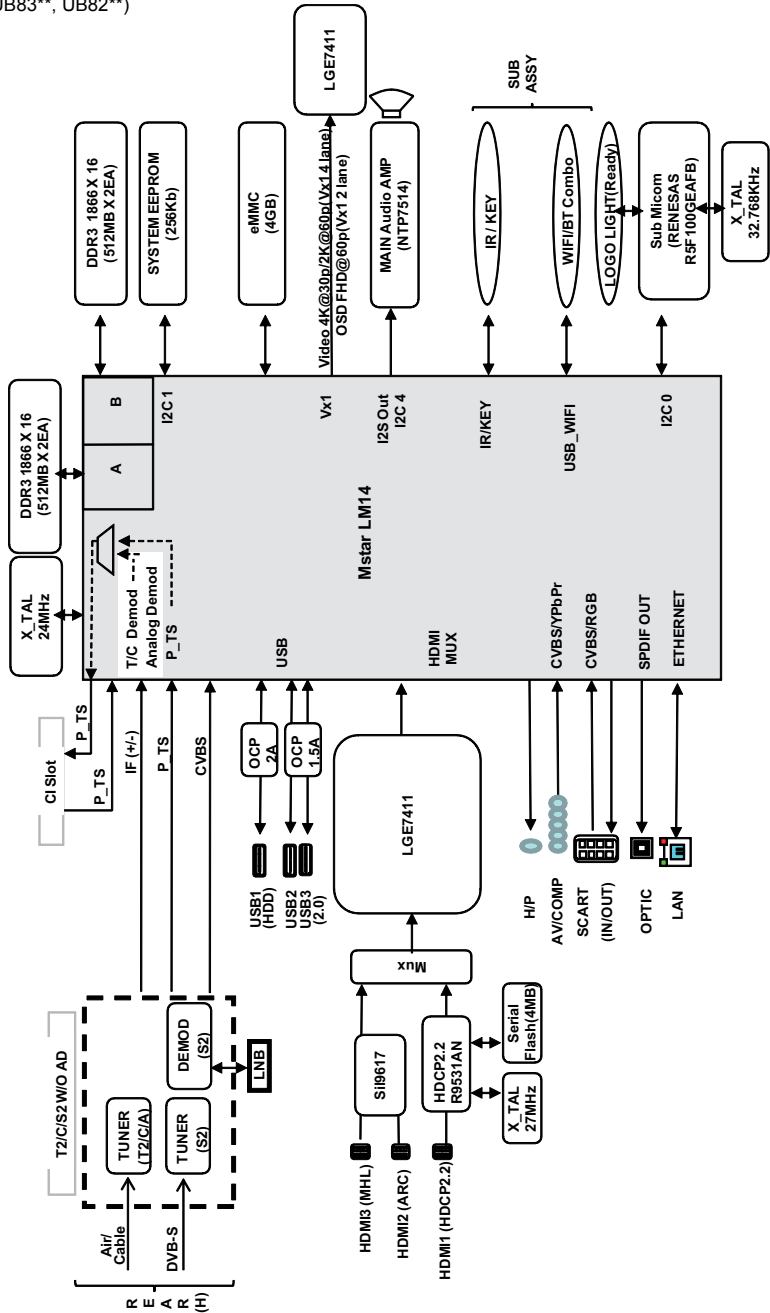 UB83**, UB82**)
LGE7411
SUB
ASSY
DDR3 1866 X 16
(512MB X 2EA)
SYSTEM EEPROM
(256Kb)
eMMC
(4GB)
Video 4K@30p/2K@60p(Vx1 4 lane)
OSD FHD@60p(Vx1 2 lane)
MAIN Audio AMP
(NTP7514)
IR / KEY
WIFI/BT Combo
LOGO LIGHT(Ready)
Sub Micom
(RENESAS
R5F100GEAFB)
X_TAL
32.768KHz
DDR3 1866 X 16
(512MB X 2EA)
X_TAL
24MHz
A
B
I2C 1
Vx1
I2S Out
I2C 4
IR/KEY
USB_WIFI
I2C 0
Mstar LM14
T/C Demod
Analog Demod
P_TS
USB
HDMI
MUX
CVBS/YPbPr
CVBS/RGB
SPDIF OUT
ETHERNET
CI Slot
P_TS
P_TS
IF (+/-)
P_TS
CVBS
OCP
2A
OCP
1.5A
USB1
(HDD)
USB2
USB3
(2.0)
LGE7411
H/P
AV/COMP
SCART
(IN/OUT)
OPTIC
LAN
Mux
T2/C/S2 W/O AD
TUNER
(T2/C/A)
TUNER
(S2)
DEMOD
(S2)
LNB
Air/
Cable
DVB-S
R
E
A
R
(H)
SiI9617
HDCP2.2
R9531AN
Serial
Flash(4MB)
X_TAL
27MHz
HDMI3 (MHL)
HDMI2 (ARC)
HDMI1 (HDCP2.2)